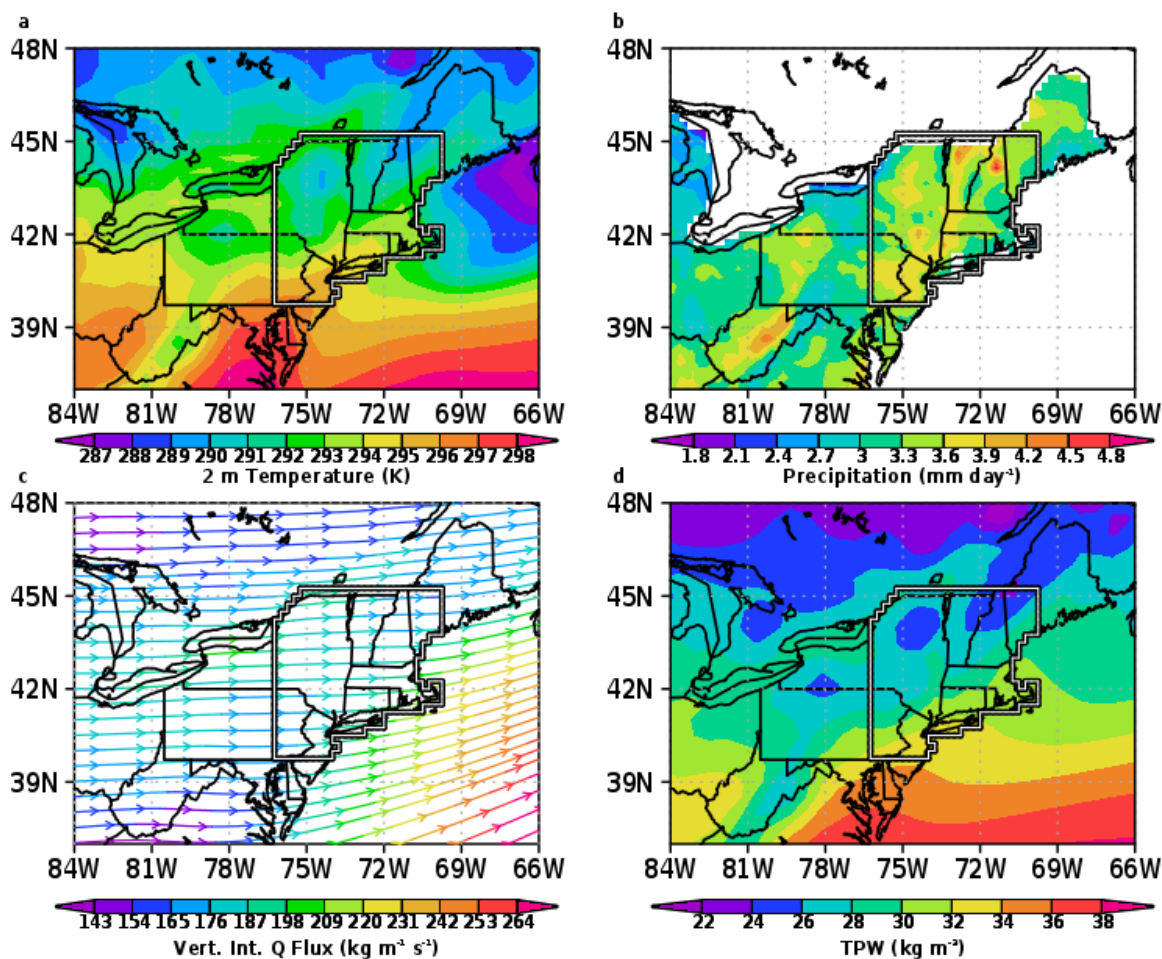 a
b
48N
45N
42N
39N
84W 81W 78W 75W 72W 69W 66W
287 288 289 290 291 292 293 294 295 296 297 298
2 m Temperature (K)
48N
45N
42N
39N
84W 81W 78W 75W 72W 69W 66W
1.8 2.1 2.4 2.7 3 3.3 3.6 3.9 4.2 4.5 4.8
Precipitation (mm day⁻¹)
c
d
48N
45N
42N
39N
84W 81W 78W 75W 72W 69W 66W
143 154 165 176 187 198 209 220 231 242 253 264
Vert. Int. Q Flux (kg m⁻¹ s⁻¹)
48N
45N
42N
39N
84W 81W 78W 75W 72W 69W 66W
22 24 26 28 30 32 34 36 38
TPW (kg m⁻²)